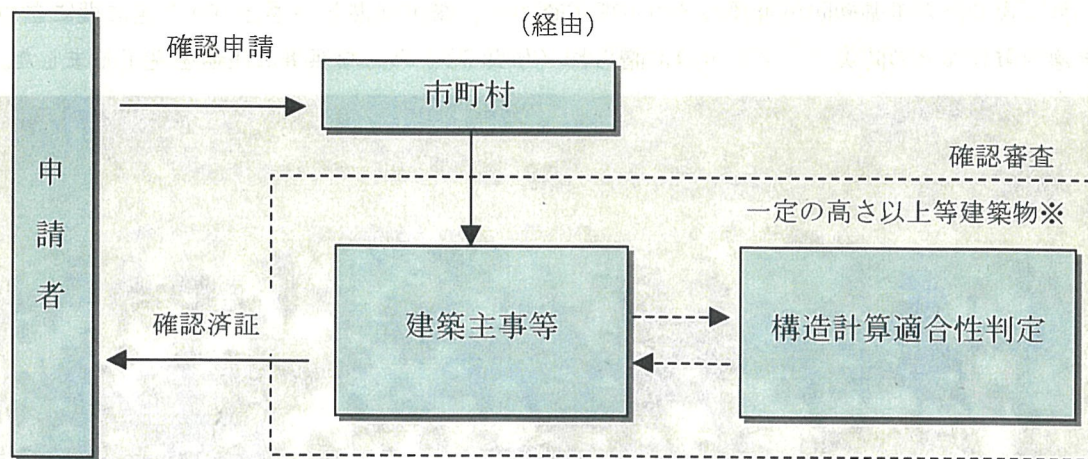 (経由)
確認申請
市町村
申請者
確認審査
一定の高さ以上等建築物※
建築主事等
構造計算適合性判定
確認済証